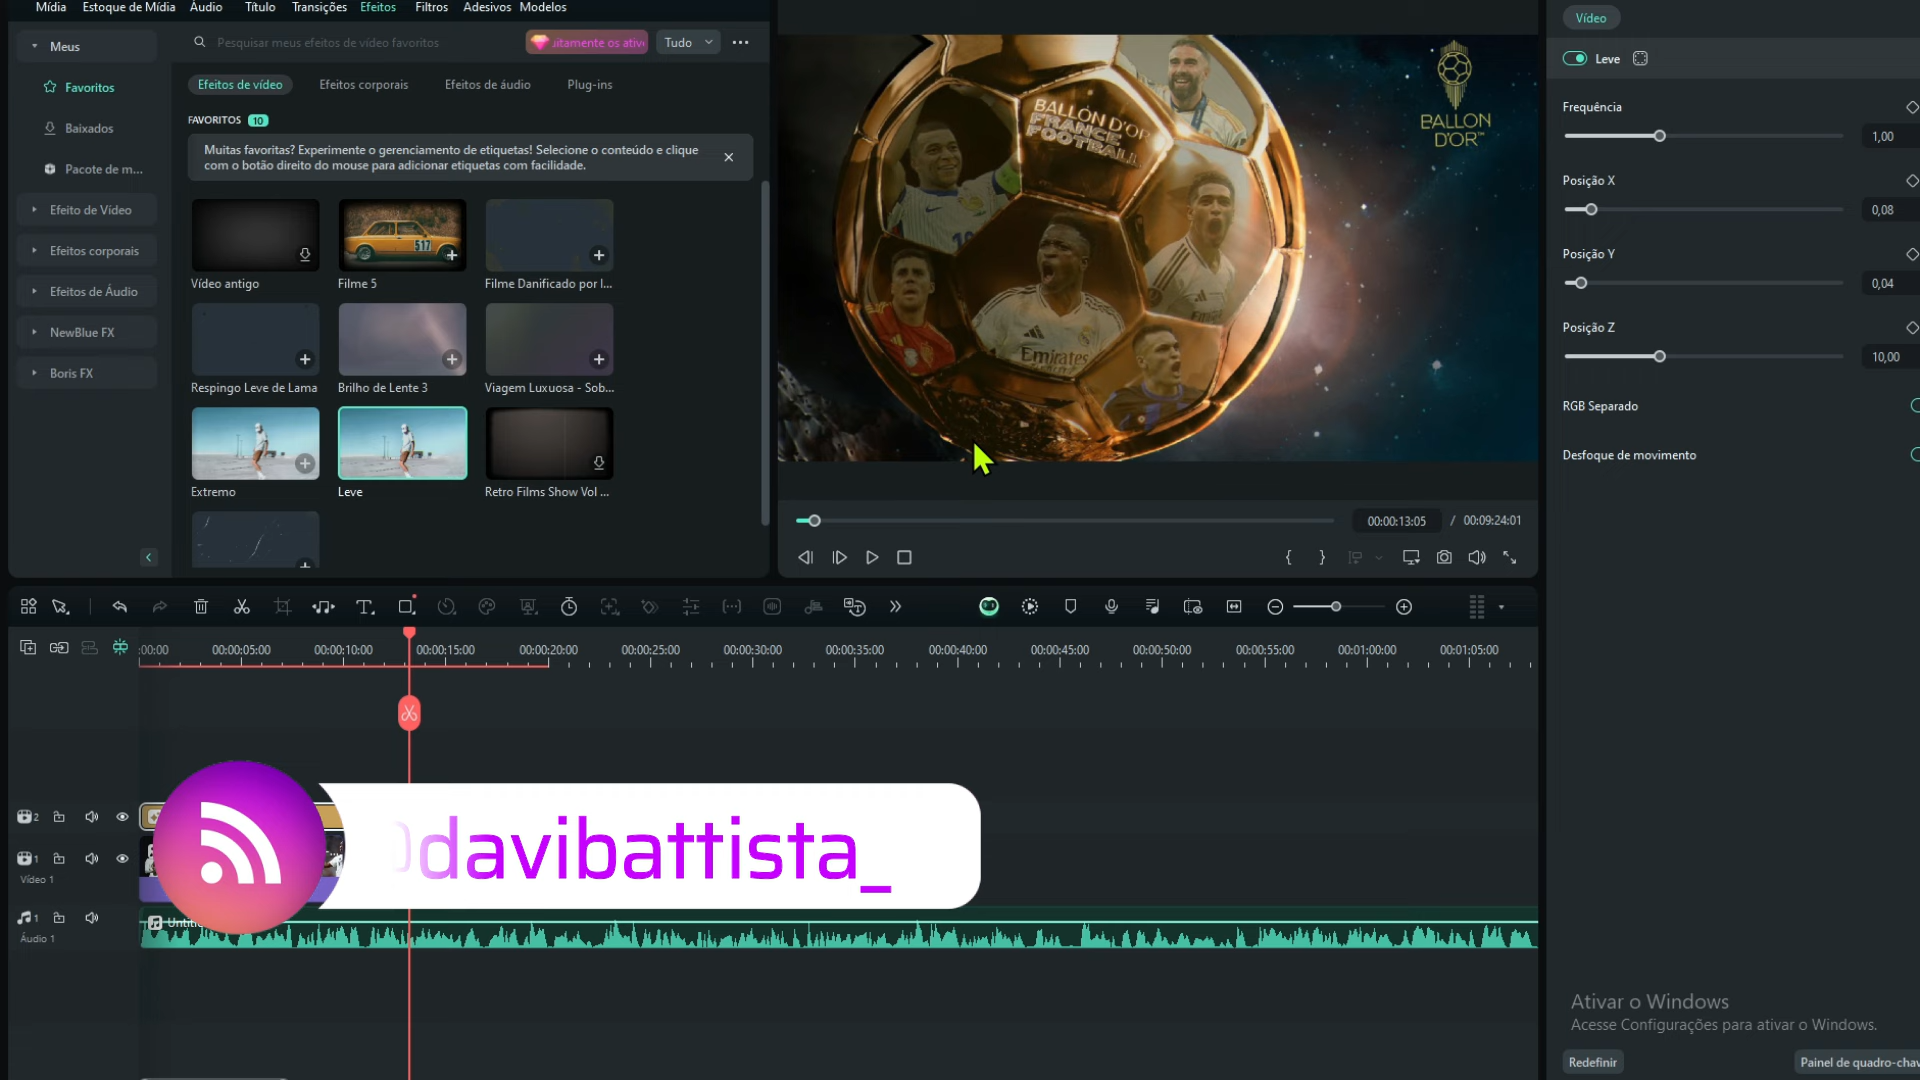 Mídia Estoque de Mídia Áudio Título Transições Efeitos Filtros Adesivos Modelos
Meus
Favoritos
Baixados
Pacote de m...
Efeito de Vídeo
Efeitos corporais
Efeitos de Áudio
NewBlue FX
Boris FX
Pesquisar meus efeitos de vídeo favoritos
uitamente os ativ
Tudo
Efeitos de vídeo Efeitos corporais Efeitos de áudio Plug-ins
FAVORITOS 10
Muitas favoritas? Experimente o gerenciamento de etiquetas! Selecione o conteúdo e clique
com o botão direito do mouse para adicionar etiquetas com facilidade.
517
Vídeo antigo
Filme 5
Filme Danificado por I...
Respingo Leve de Lama
Brilho de Lente 3
Viagem Luxuosa - Sob...
Extremo
Leve
Retro Films Show Vol ...
BALLON D'OR
FRANCE
FOOTBALL
Emirates
BALLON
D'OR™
00:00:13:05 / 00:09:24:01
Vídeo
Leve
Frequência
1,00
Posição X
0,08
Posição Y
0,04
Posição Z
10,00
RGB Separado
Desfoque de movimento
:00:00 00:00:05:00 00:00:10:00 00:00:15:00 00:00:20:00 00:00:25:00 00:00:30:00 00:00:35:00 00:00:40:00 00:00:45:00 00:00:50:00 00:00:55:00 00:01:00:00 00:01:05:00
2
1
Vídeo 1
1
Áudio 1
Untitl
@davibattista_
Ativar o Windows
Acesse Configurações para ativar o Windows.
Redefinir
Painel de quadro-chav